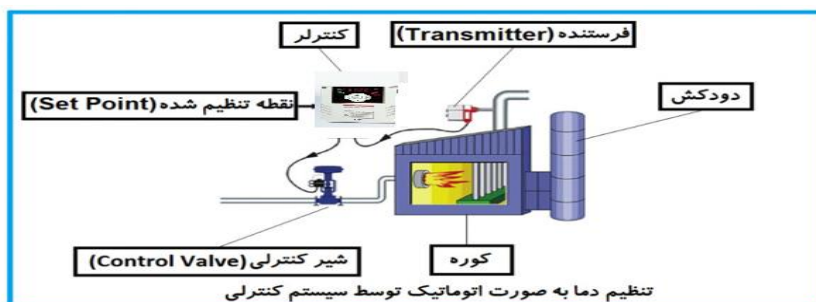 کنترلر
فرستنده (Transmitter)
نقطه تنظیم شده (Set Point)
دودکش
شیر کنترلی (Control Valve)
کوره
تنظیم دما به صورت اتوماتیک توسط سیستم کنترلی